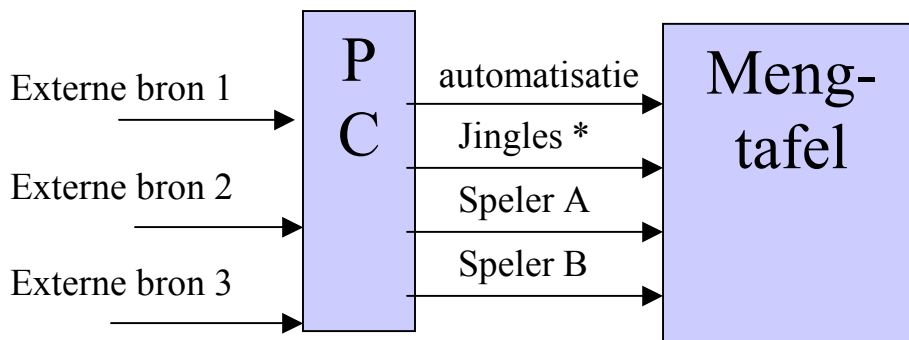 Externe bron 1
Externe bron 2
Externe bron 3
P
C
automatisatie
Jingles *
Speler A
Speler B
Meng-
tafel